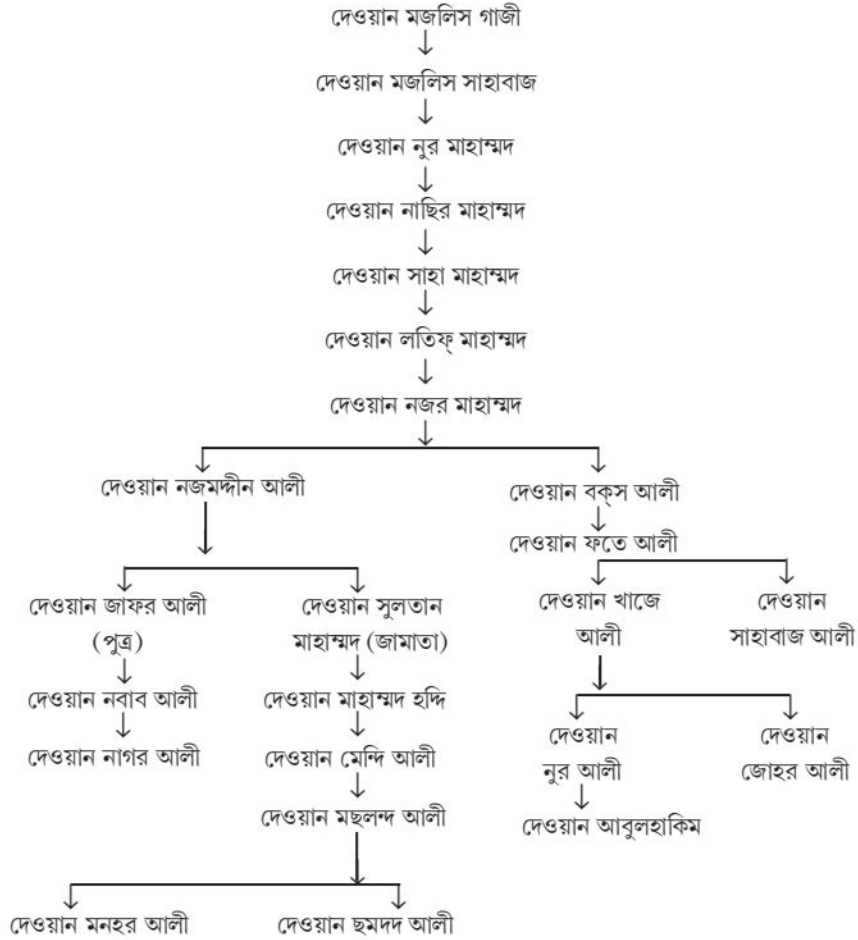 দেওয়ান মজলিস গাজী
দেওয়ান মজলিস সাহাবাজ
দেওয়ান নুর মাহাম্মদ
দেওয়ান নাছির মাহাম্মদ
দেওয়ান সাহা মাহাম্মদ
দেওয়ান লতিফ্ মাহাম্মদ
দেওয়ান নজর মাহাম্মদ
দেওয়ান নজমদ্দীন আলী
দেওয়ান বক্স আলী
দেওয়ান ফতে আলী
দেওয়ান জাফর আলী
(পুত্র)
দেওয়ান সুলতান
মাহাম্মদ (জামাতা)
দেওয়ান খাজে
আলী
দেওয়ান
সাহাবাজ আলী
দেওয়ান নবাব আলী
দেওয়ান মাহাম্মদ হদ্দি
দেওয়ান নাগর আলী
দেওয়ান মেন্দি আলী
দেওয়ান
নুর আলী
দেওয়ান
জোহর আলী
দেওয়ান মছলন্দ আলী
দেওয়ান আবুলহাকিম
দেওয়ান মনহর আলী
দেওয়ান ছমদদ আলী